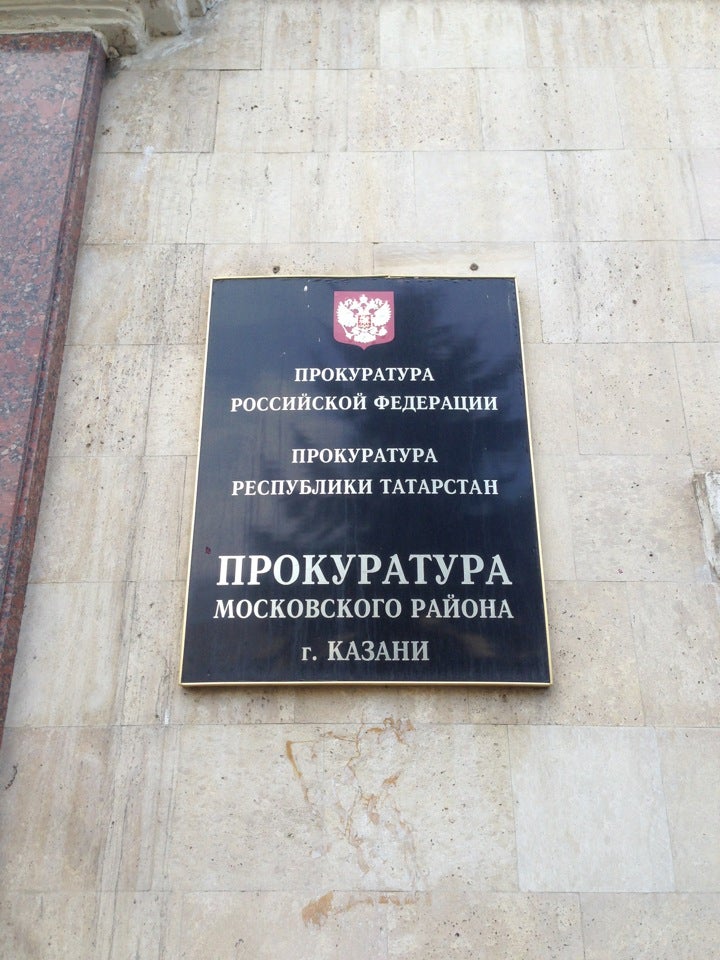 ПРОКУРАТУРА
РОССИЙСКОЙ ФЕДЕРАЦИИ
ПРОКУРАТУРА
РЕСПУБЛИКИ ТАТАРСТАН
ПРОКУРАТУРА
МОСКОВСКОГО РАЙОНА
г. КАЗАНИ